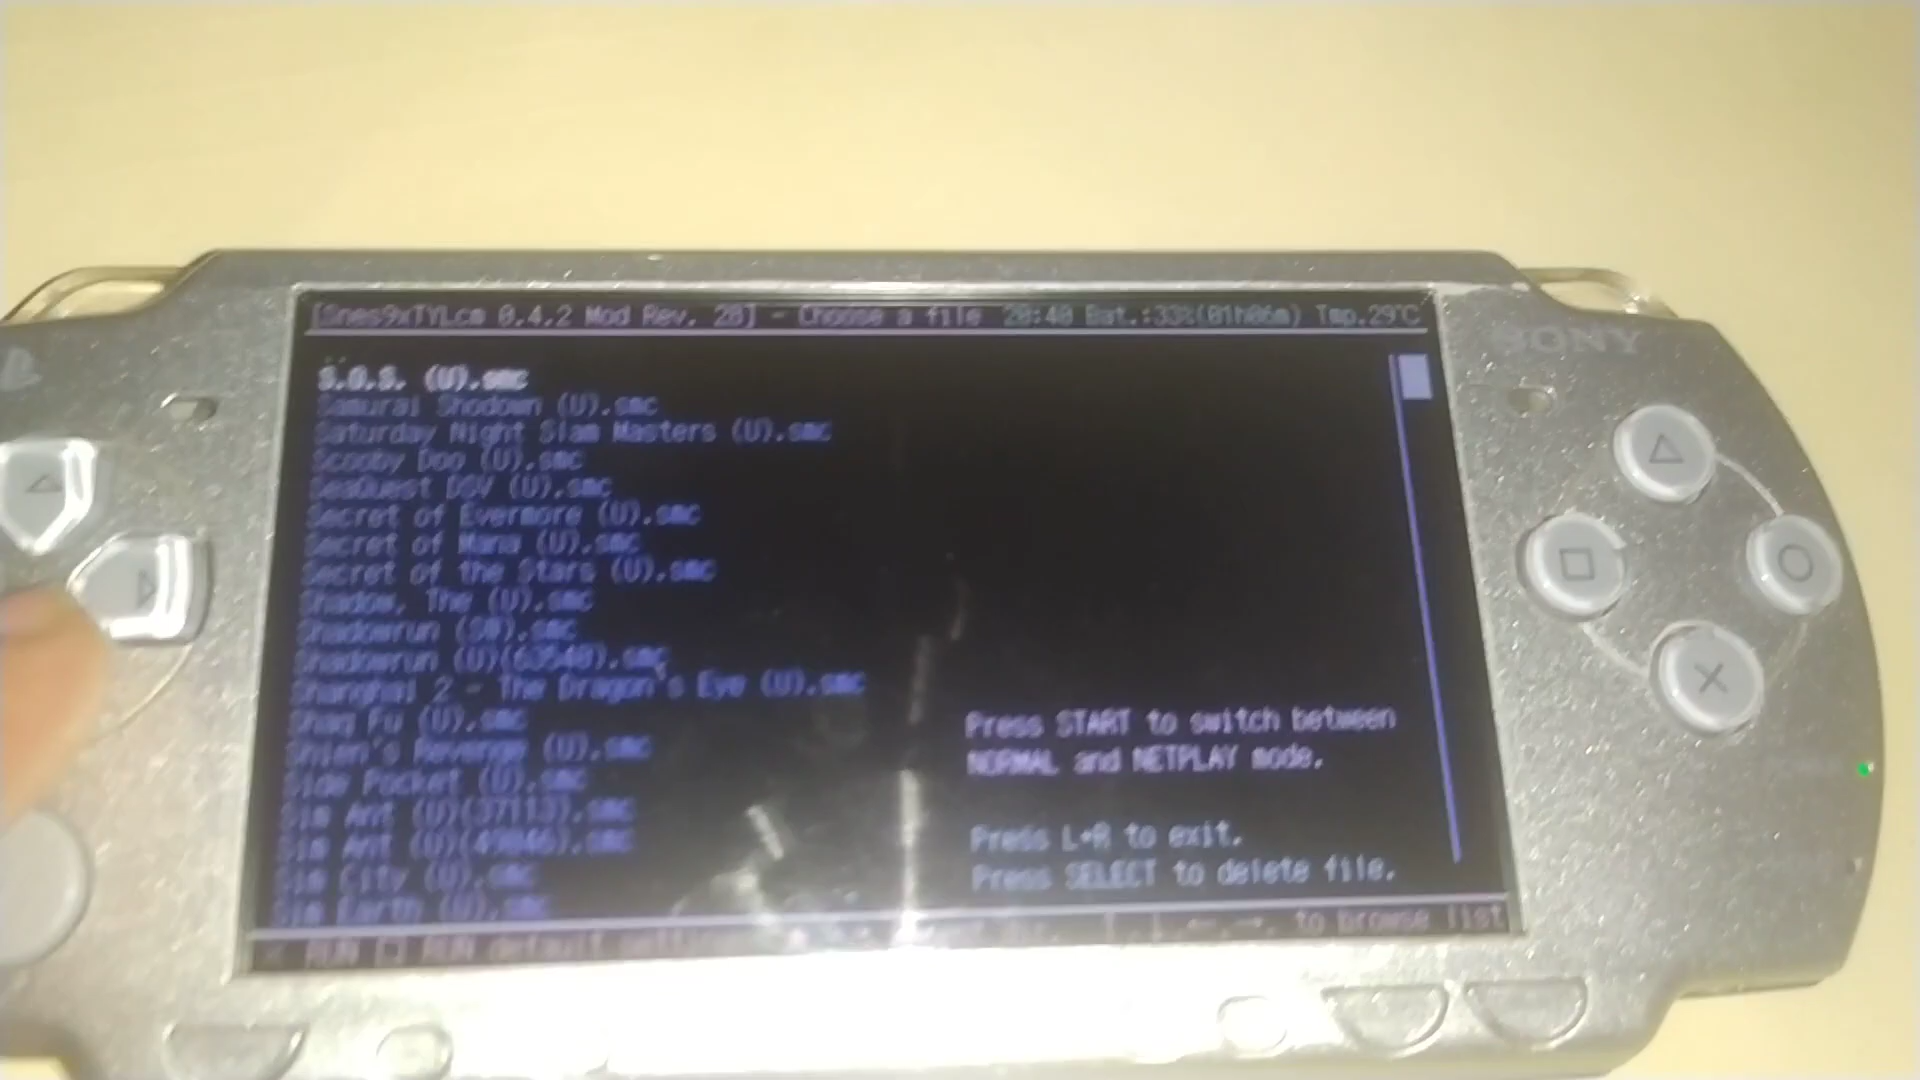 [Snes9xTYLcm 0.4.2 Mod Rev. 28] - Choose a file 20:40 Bat.:33%(01h06m) Tmp.29°C
SONY
..
S.O.S. (U).smc
Samurai Shodown (U).smc
Saturday Night Slam Masters (U).smc
Scooby Doo (U).smc
SeaQuest DSV (U).smc
Secret of Evermore (U).smc
Secret of Mana (U).smc
Secret of the Stars (U).smc
Shadow, The (U).smc
Shadowrun .smc
Shadowrun (U)(63540).smc
Shanghai 2 - The Dragon's Eye (U).smc
Shaq Fu (U).smc
Shien's Revenge (U).smc
Side Pocket (U).smc
Sim Ant (U)(37113).smc
Sim Ant (U)(49846).smc
Sim City (U).smc
Sim Earth (U).smc
Press START to switch between
NORMAL and NETPLAY mode.
Press L+R to exit.
Press SELECT to delete file.
RUN RUN default to browse list